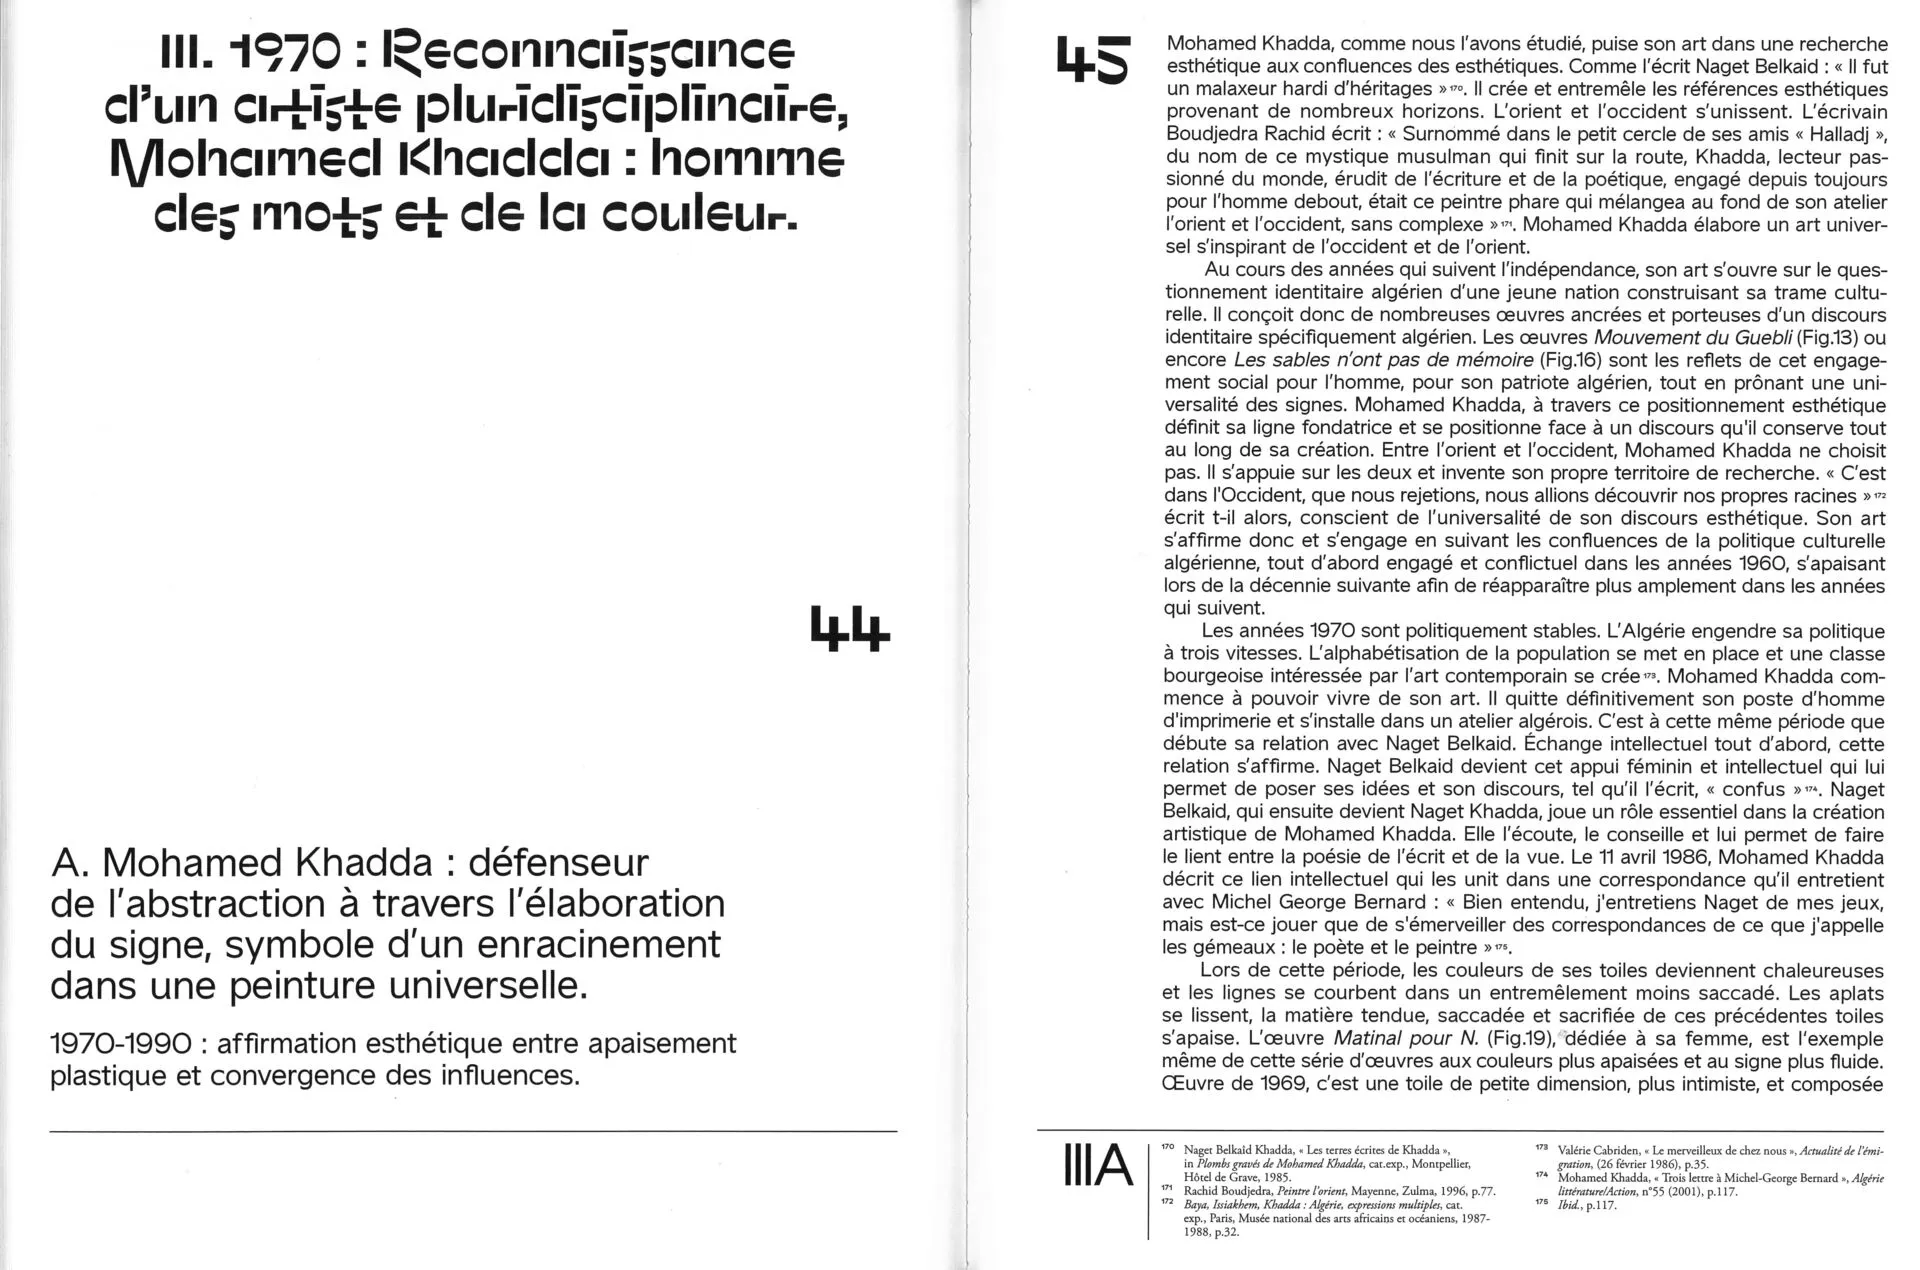 III. 1970 : Reconnaissance
d’un artiste pluridisciplinaire,
Mohamed Khadda : homme
des mots et de la couleur.
44
A. Mohamed Khadda : défenseur
de l’abstraction à travers l’élaboration
du signe, symbole d’un enracinement
dans une peinture universelle.
1970-1990 : affirmation esthétique entre apaisement
plastique et convergence des influences.
45
Mohamed Khadda, comme nous l’avons étudié, puise son art dans une recherche
esthétique aux confluences des esthétiques. Comme l’écrit Naget Belkaid : « Il fut
un malaxeur hardi d’héritages »170. Il crée et entremêle les références esthétiques
provenant de nombreux horizons. L’orient et l’occident s’unissent. L’écrivain
Boudjedra Rachid écrit : « Surnommé dans le petit cercle de ses amis « Halladj »,
du nom de ce mystique musulman qui finit sur la route, Khadda, lecteur pas-
sionné du monde, érudit de l’écriture et de la poétique, engagé depuis toujours
pour l’homme debout, était ce peintre phare qui mélangea au fond de son atelier
l’orient et l’occident, sans complexe »171. Mohamed Khadda élabore un art univer-
sel s’inspirant de l’occident et de l’orient.
Au cours des années qui suivent l’indépendance, son art s’ouvre sur le ques-
tionnement identitaire algérien d’une jeune nation construisant sa trame cultu-
relle. Il conçoit donc de nombreuses œuvres ancrées et porteuses d’un discours
identitaire spécifiquement algérien. Les œuvres Mouvement du Guebli (Fig.13) ou
encore Les sables n’ont pas de mémoire (Fig.16) sont les reflets de cet engage-
ment social pour l’homme, pour son patriote algérien, tout en prônant une uni-
versalité des signes. Mohamed Khadda, à travers ce positionnement esthétique
définit sa ligne fondatrice et se positionne face à un discours qu'il conserve tout
au long de sa création. Entre l’orient et l’occident, Mohamed Khadda ne choisit
pas. Il s’appuie sur les deux et invente son propre territoire de recherche. « C’est
dans l'Occident, que nous rejetions, nous allions découvrir nos propres racines »172
écrit t-il alors, conscient de l’universalité de son discours esthétique. Son art
s’affirme donc et s’engage en suivant les confluences de la politique culturelle
algérienne, tout d’abord engagé et conflictuel dans les années 1960, s’apaisant
lors de la décennie suivante afin de réapparaître plus amplement dans les années
qui suivent.
Les années 1970 sont politiquement stables. L’Algérie engendre sa politique
à trois vitesses. L’alphabétisation de la population se met en place et une classe
bourgeoise intéressée par l’art contemporain se crée173. Mohamed Khadda com-
mence à pouvoir vivre de son art. Il quitte définitivement son poste d’homme
d'imprimerie et s’installe dans un atelier algérois. C’est à cette même période que
débute sa relation avec Naget Belkaid. Échange intellectuel tout d’abord, cette
relation s’affirme. Naget Belkaid devient cet appui féminin et intellectuel qui lui
permet de poser ses idées et son discours, tel qu’il l’écrit, « confus »174. Naget
Belkaid, qui ensuite devient Naget Khadda, joue un rôle essentiel dans la création
artistique de Mohamed Khadda. Elle l’écoute, le conseille et lui permet de faire
le lient entre la poésie de l’écrit et de la vue. Le 11 avril 1986, Mohamed Khadda
décrit ce lien intellectuel qui les unit dans une correspondance qu’il entretient
avec Michel George Bernard : « Bien entendu, j'entretiens Naget de mes jeux,
mais est-ce jouer que de s'émerveiller des correspondances de ce que j'appelle
les gémeaux : le poète et le peintre »175.
Lors de cette période, les couleurs de ses toiles deviennent chaleureuses
et les lignes se courbent dans un entremêlement moins saccadé. Les aplats
se lissent, la matière tendue, saccadée et sacrifiée de ces précédentes toiles
s’apaise. L’œuvre Matinal pour N. (Fig.19), dédiée à sa femme, est l’exemple
même de cette série d’œuvres aux couleurs plus apaisées et au signe plus fluide.
Œuvre de 1969, c’est une toile de petite dimension, plus intimiste, et composée
IIIA
170 Naget Belkaîd Khadda, « Les terres écrites de Khadda »,
in Plombs gravés de Mohamed Khadda, cat.exp., Montpellier,
Hôtel de Grave, 1985.
171 Rachid Boudjedra, Peintre l’orient, Mayenne, Zulma, 1996, p.77.
172 Baya, Issiakhem, Khadda : Algérie, expressions multiples, cat.
exp., Paris, Musée national des arts africains et océaniens, 1987-
1988, p.32.
173 Valérie Cabriden, « Le merveilleux de chez nous », Actualité de l’émi-
gration, (26 février 1986), p.35.
174 Mohamed Khadda, « Trois lettre à Michel-George Bernard », Algérie
littérature/Action, n°55 (2001), p.117.
175 Ibid., p.117.